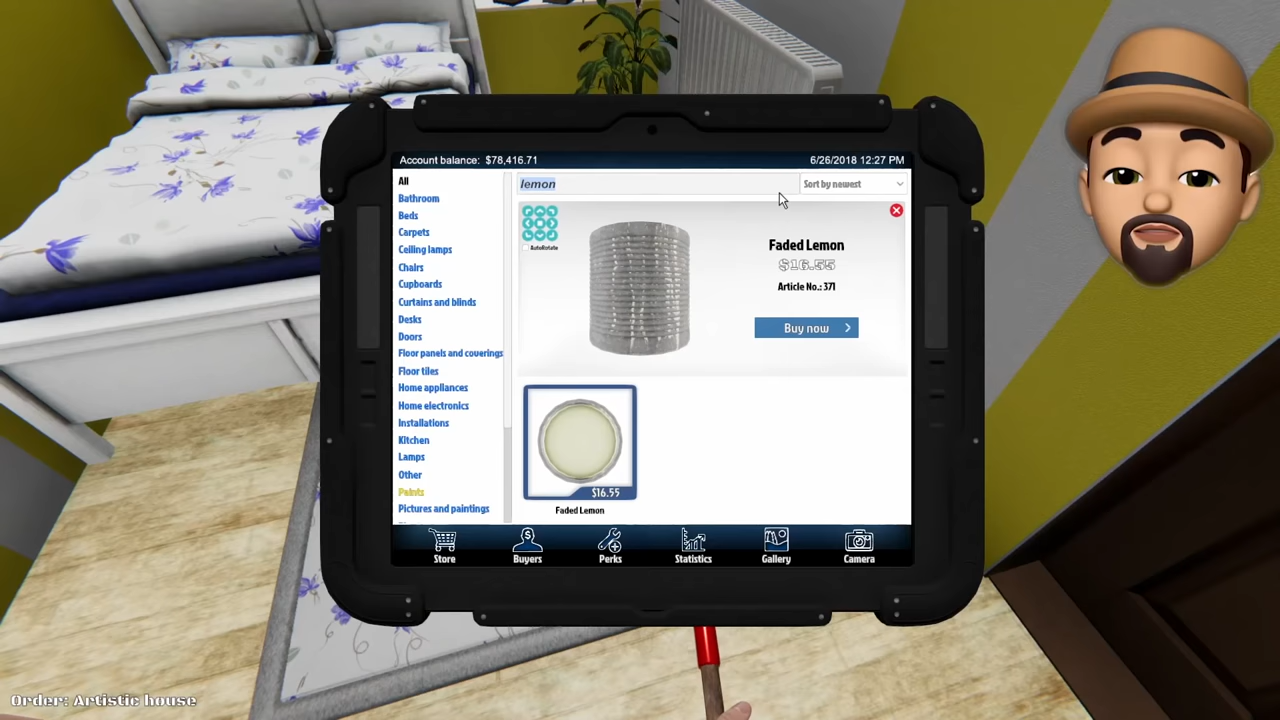 Account balance: $78,416.71
6/26/2018 12:27 PM
All
Bathroom
Beds
Carpets
Ceiling lamps
Chairs
Cupboards
Curtains and blinds
Desks
Doors
Floor panels and coverings
Floor tiles
Home appliances
Home electronics
Installations
Kitchen
Lamps
Other
Paints
Pictures and paintings
lemon
Sort by newest
AutoRotate
Faded Lemon
$16.55
Article No.: 371
Buy now
$16.55
Faded Lemon
Store
Buyers
Perks
Statistics
Gallery
Camera
Order: Artistic house